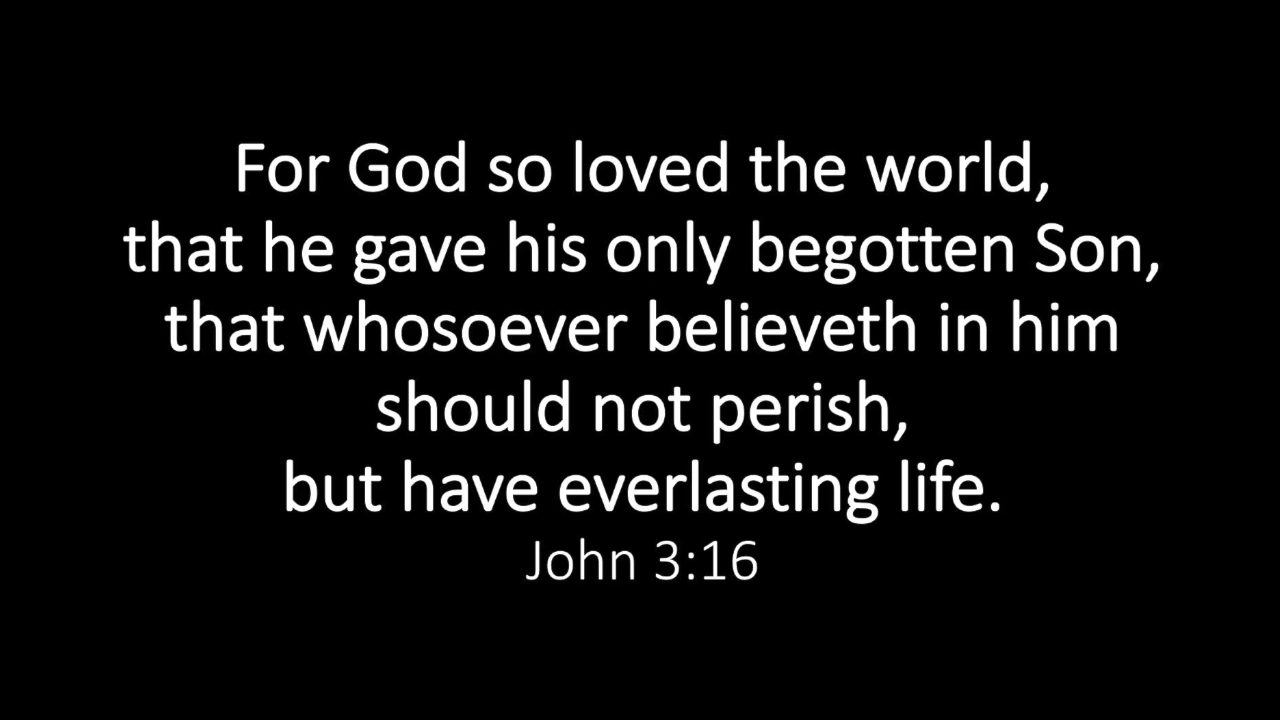 For God so loved the world,
that he gave his only begotten Son,
that whosoever believeth in him
should not perish,
but have everlasting life.
John 3:16